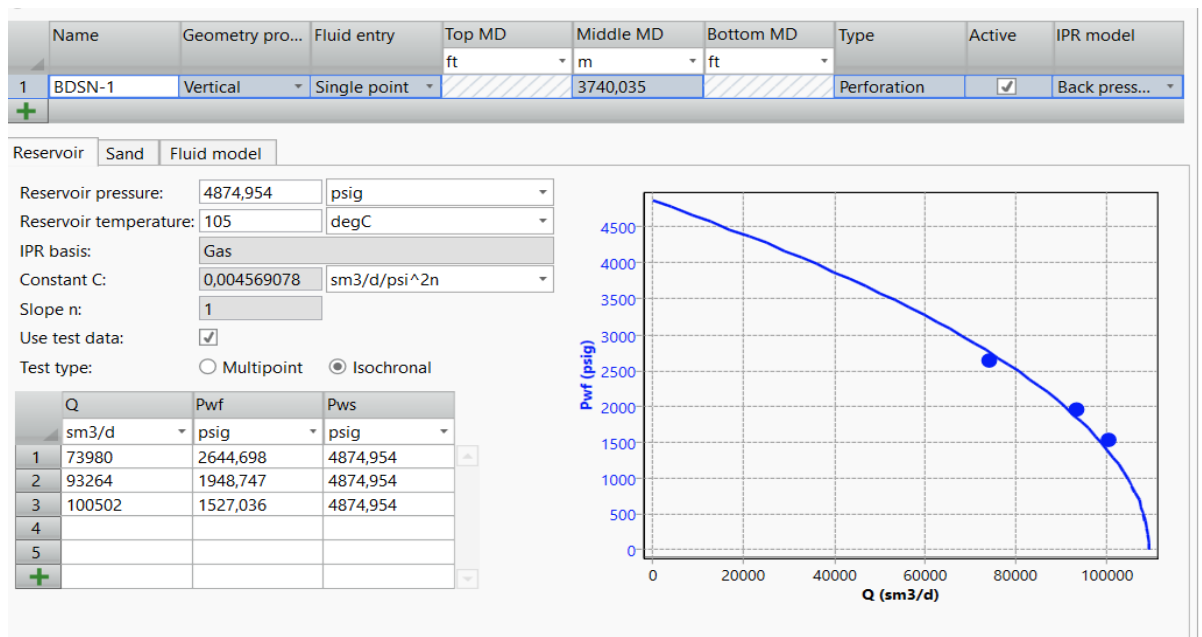 Name Geometry pro... Fluid entry Top MD Middle MD Bottom MD Type Active IPR model
ft m ft
1 BDSN-1 Vertical Single point 3740,035 Perforation Back press...
Reservoir Sand Fluid model
Reservoir pressure: 4874,954 psig
Reservoir temperature: 105 degC
IPR basis: Gas
Constant C: 0,004569078 sm3/d/psi^2n
Slope n: 1
Use test data:
Test type: Multipoint Isochronal
Q Pwf Pws
sm3/d psig psig
1 73980 2644,698 4874,954
2 93264 1948,747 4874,954
3 100502 1527,036 4874,954
4
5
Pwf (psig)
4500
4000
3500
3000
2500
2000
1500
1000
500
0
0 20000 40000 60000 80000 100000
Q (sm3/d)